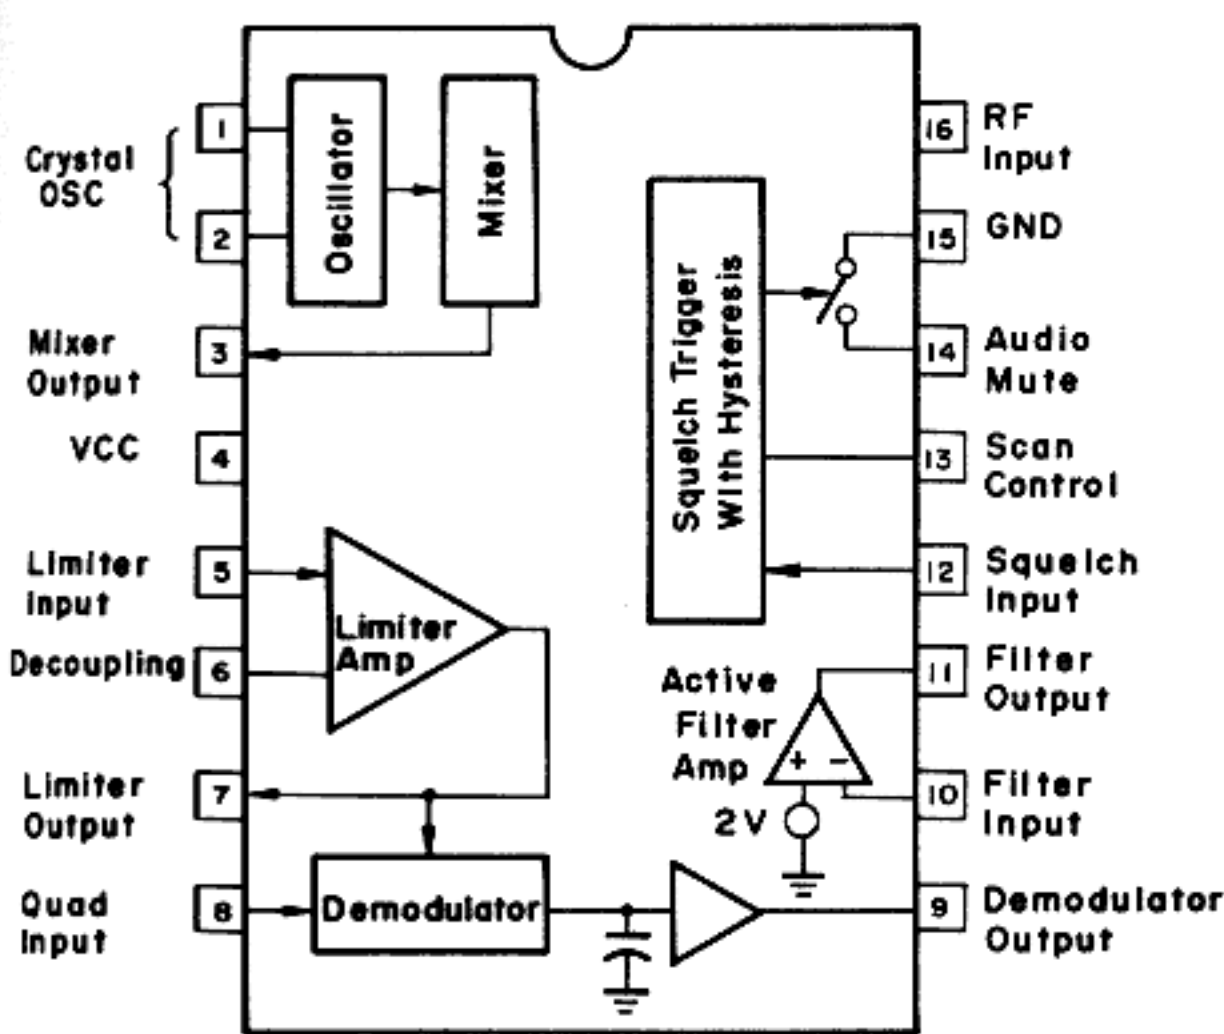 1
Crystal
OSC
2
Oscillator
Mixer
Mixer
Output
3
VCC
4
Limiter
Input
5
Decoupling
6
Limiter
Amp
Limiter
Output
7
Quad
Input
8
Demodulator
Squelch Trigger
With Hysteresis
Active
Filter
Amp
+ −
2V
16
RF
Input
15
GND
14
Audio
Mute
13
Scan
Control
12
Squelch
Input
11
Filter
Output
10
Filter
Input
9
Demodulator
Output